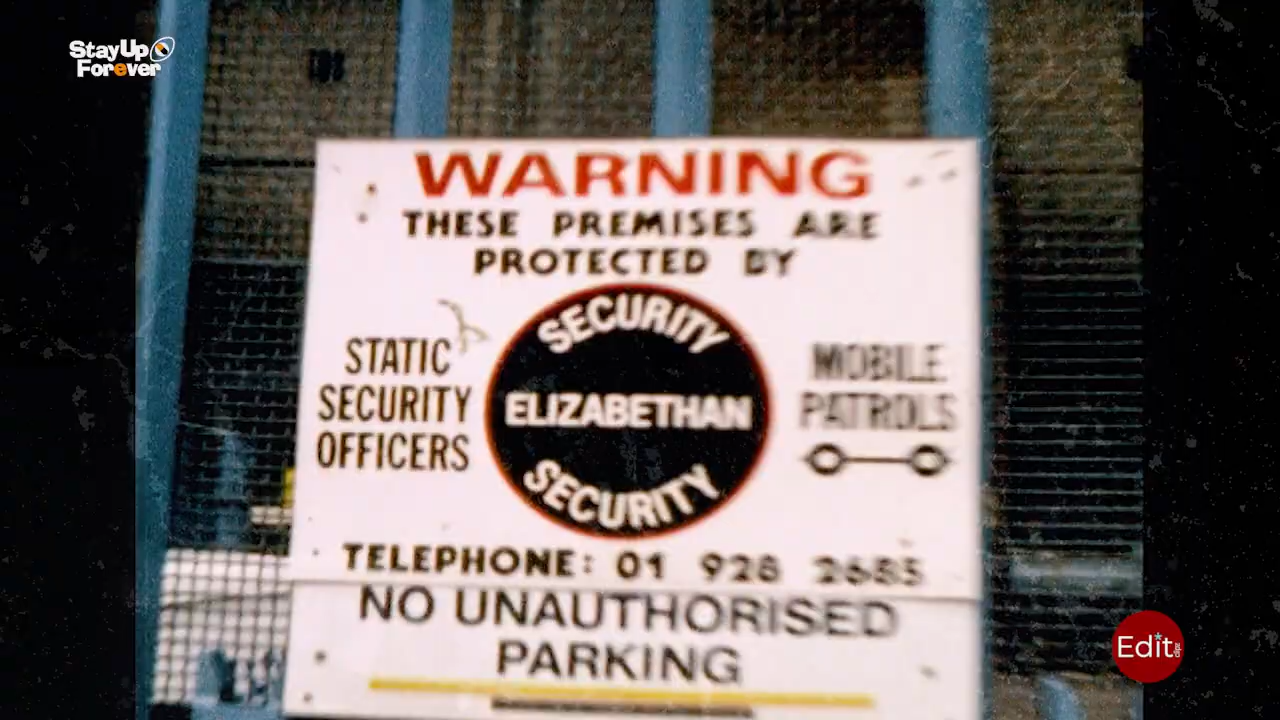 StayUp
Forever
WARNING
THESE PREMISES ARE
PROTECTED BY
SECURITY
ELIZABETHAN
SECURITY
STATIC
SECURITY
OFFICERS
MOBILE
PATROLS
TELEPHONE: 01 928 2685
NO UNAUTHORISED
PARKING
Edit